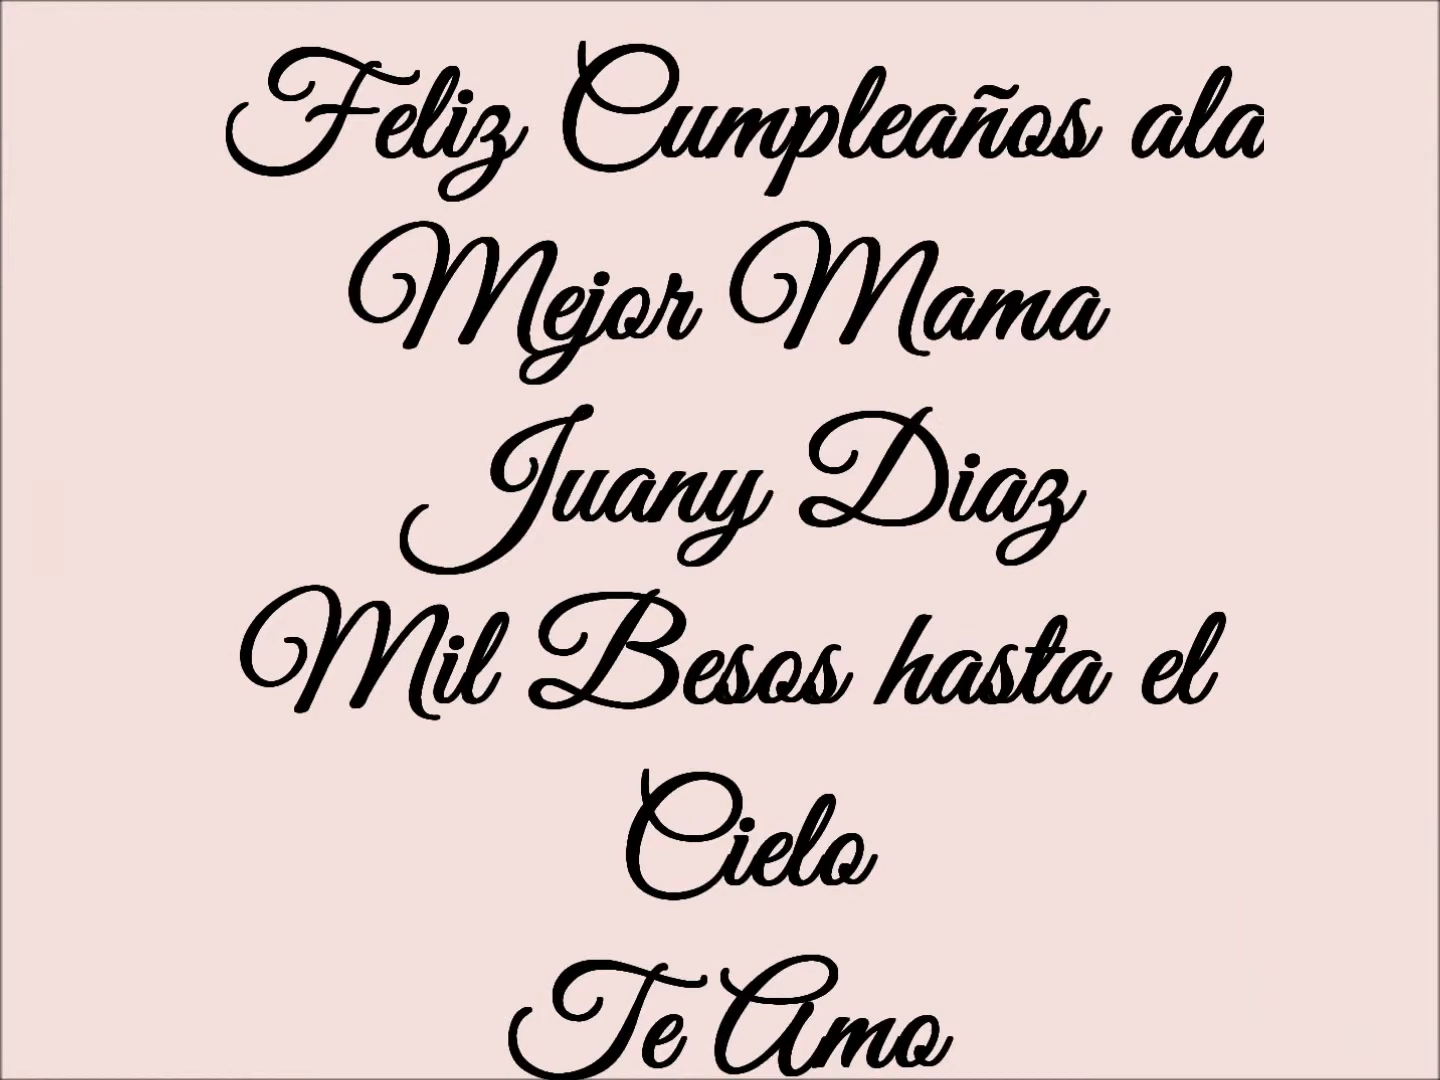 Feliz Cumpleaños ala
Mejor Mama
Juany Diaz
Mil Besos hasta el
Cielo
Te Amo